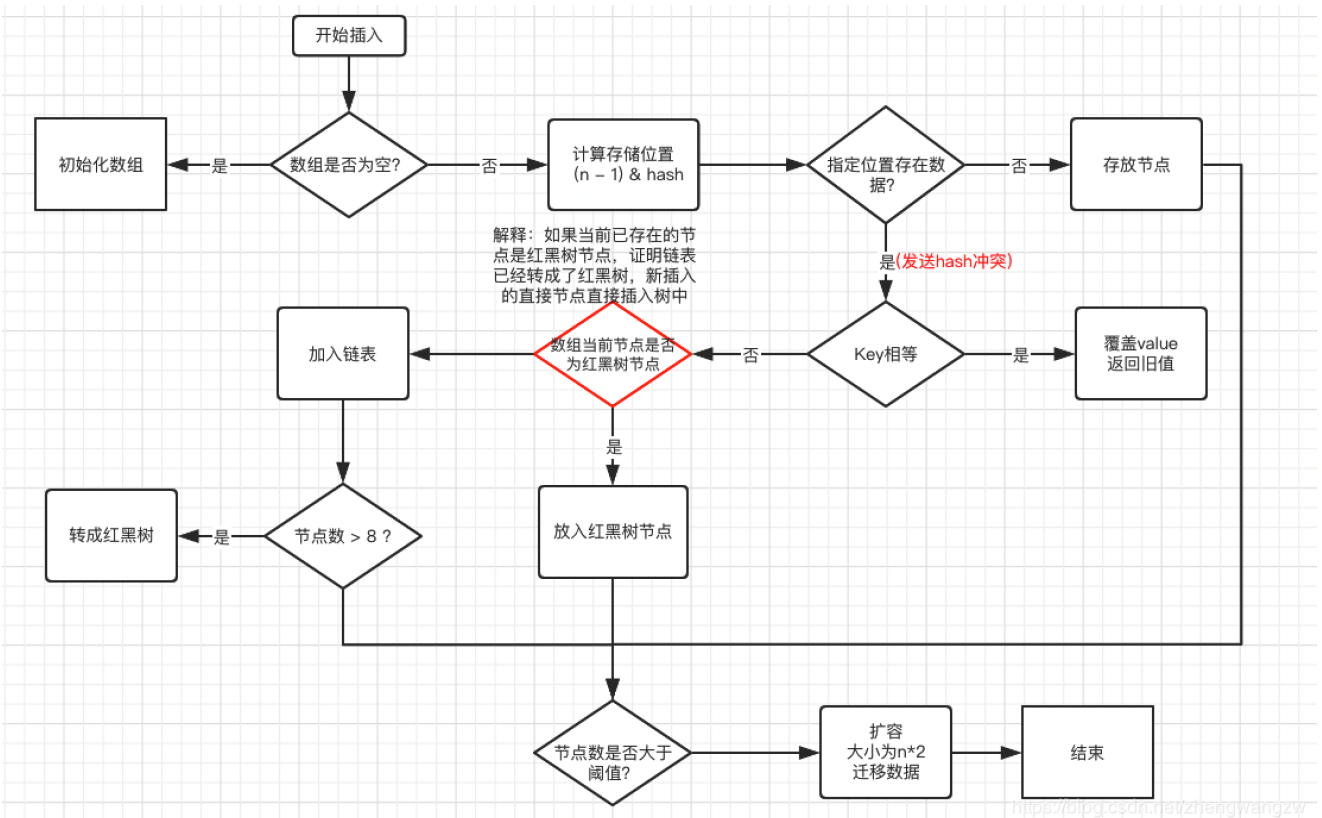 开始插入
初始化数组
是
数组是否为空?
否
计算存储位置
(n - 1) & hash
指定位置存在数
据?
否
存放节点
解释：如果当前已存在的节
点是红黑树节点，证明链表
已经转成了红黑树，新插入
的直接节点直接插入树中
是(发送hash冲突)
加入链表
数组当前节点是否
为红黑树节点
否
Key相等
是
覆盖value
返回旧值
是
转成红黑树
是
节点数 > 8 ?
放入红黑树节点
节点数是否大于
阈值?
扩容
大小为n*2
迁移数据
结束
https://blog.csdn.net/zhengwangzw